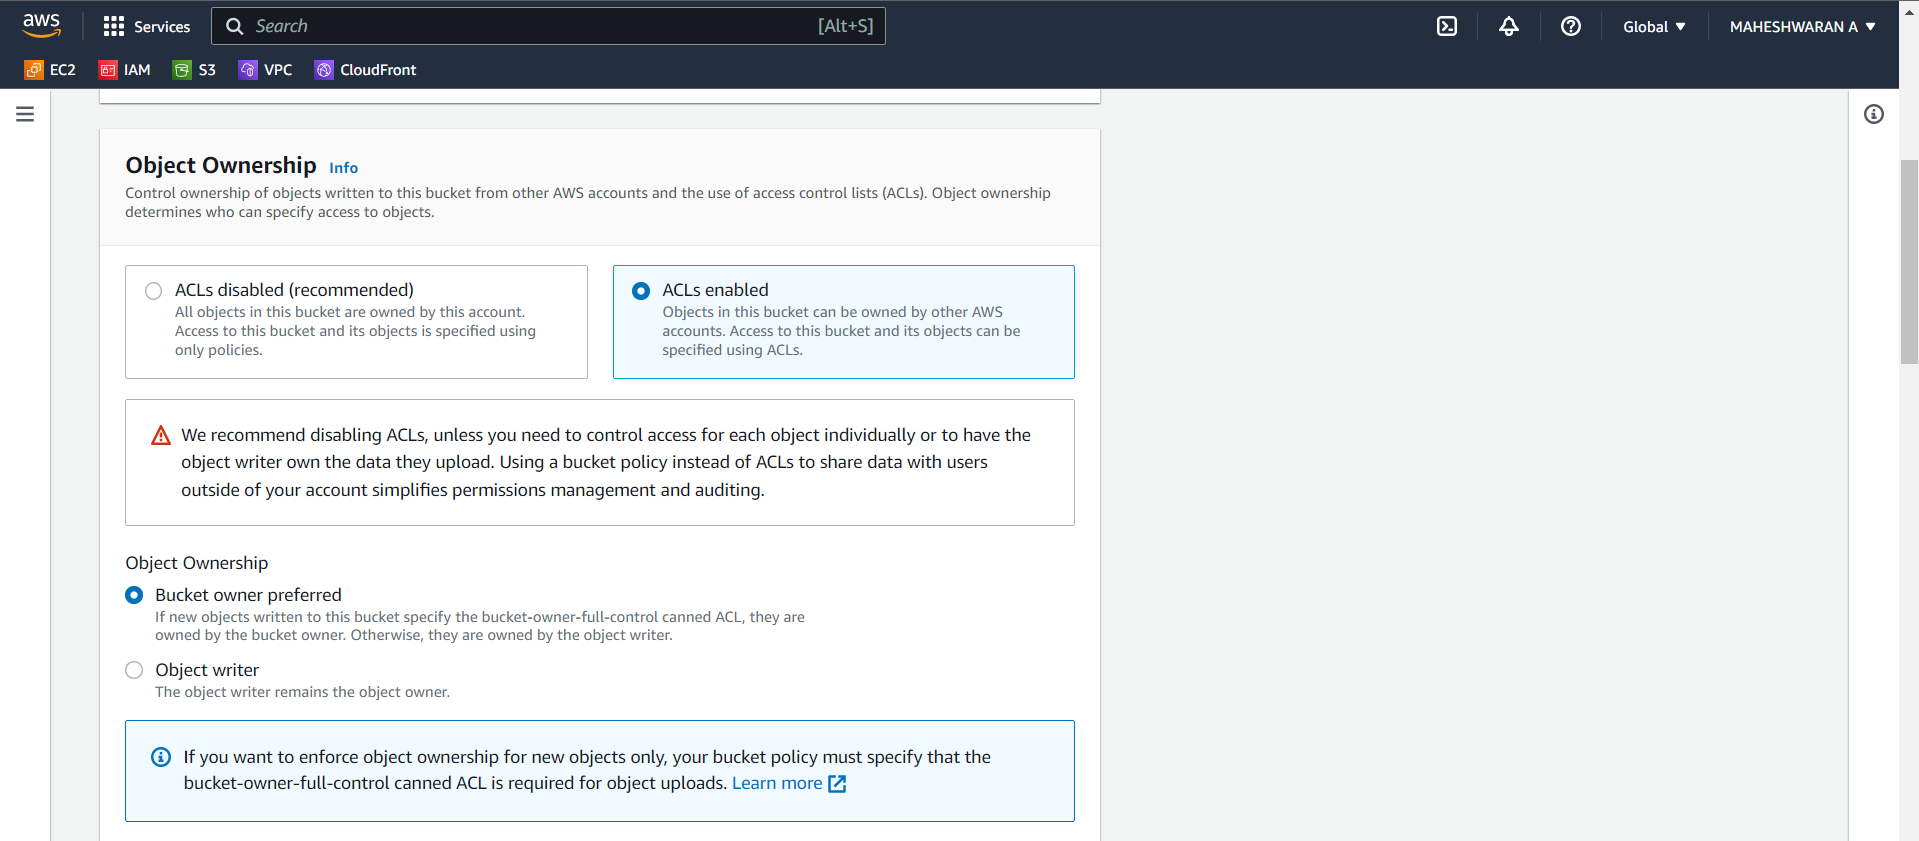 aws Services Search [Alt+S] Global MAHESHWARAN A
EC2 IAM S3 VPC CloudFront
Object Ownership Info
Control ownership of objects written to this bucket from other AWS accounts and the use of access control lists (ACLs). Object ownership
determines who can specify access to objects.
ACLs disabled (recommended)
All objects in this bucket are owned by this account.
Access to this bucket and its objects is specified using
only policies.
ACLs enabled
Objects in this bucket can be owned by other AWS
accounts. Access to this bucket and its objects can be
specified using ACLs.
We recommend disabling ACLs, unless you need to control access for each object individually or to have the
object writer own the data they upload. Using a bucket policy instead of ACLs to share data with users
outside of your account simplifies permissions management and auditing.
Object Ownership
Bucket owner preferred
If new objects written to this bucket specify the bucket-owner-full-control canned ACL, they are
owned by the bucket owner. Otherwise, they are owned by the object writer.
Object writer
The object writer remains the object owner.
If you want to enforce object ownership for new objects only, your bucket policy must specify that the
bucket-owner-full-control canned ACL is required for object uploads. Learn more